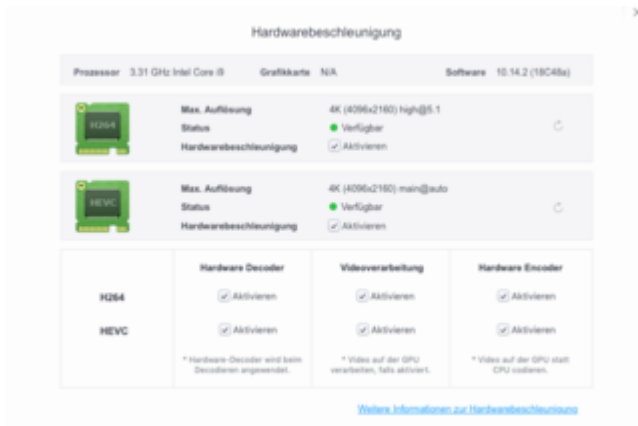 Hardwarebeschleunigung
Prozessor 3.31 GHz Intel Core i9 Grafikkarte N/A Software 10.14.2 (18C48a)
Max. Auflösung 4K (4096x2160) high@5.1
H264
Status Verfügbar
Hardwarebeschleunigung Aktivieren
Max. Auflösung 4K (4096x2160) main@auto
HEVC
Status Verfügbar
Hardwarebeschleunigung Aktivieren
Hardware Decoder Videoverarbeitung Hardware Encoder
H264 Aktivieren Aktivieren Aktivieren
HEVC Aktivieren Aktivieren Aktivieren
* Hardware-Decoder wird beim * Video auf der GPU * Video auf der GPU statt
Decodieren angewendet. verarbeiten, falls aktiviert. CPU codieren.
Weitere Informationen zur Hardwarebeschleunigung